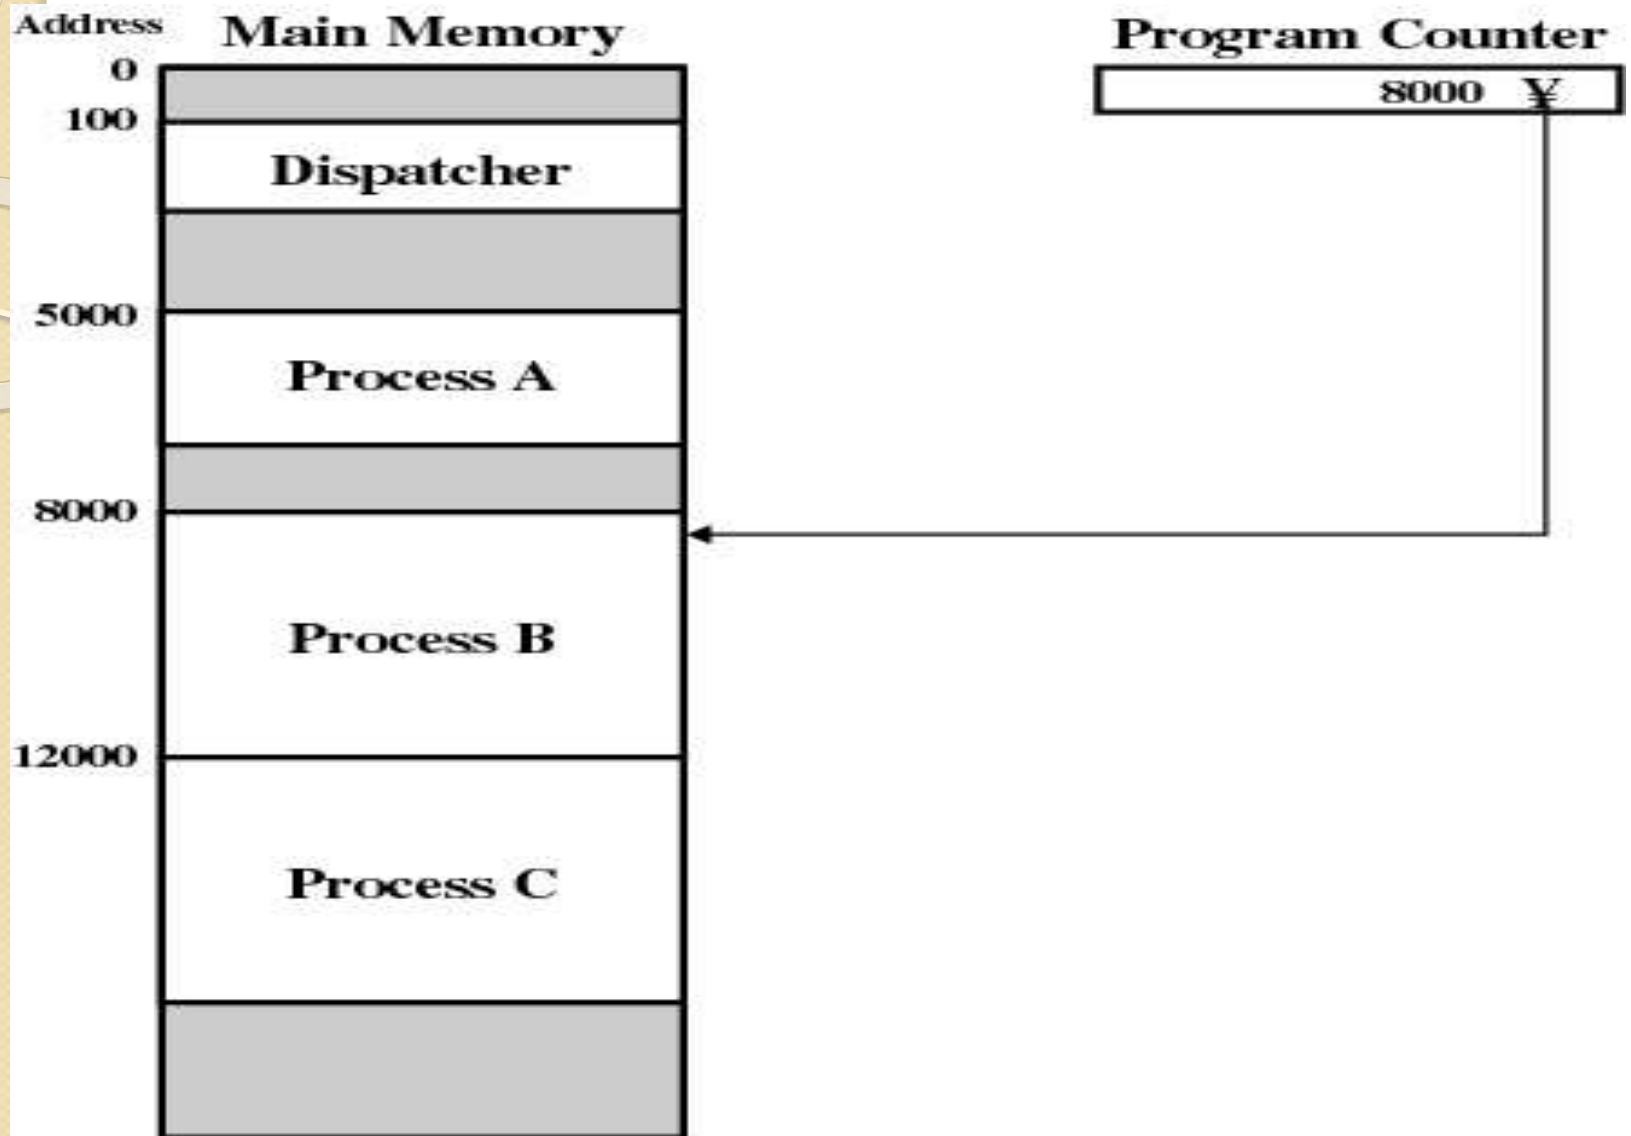 Address Main Memory Program Counter
0
8000 ¥
100
Dispatcher
5000
Process A
8000
Process B
12000
Process C